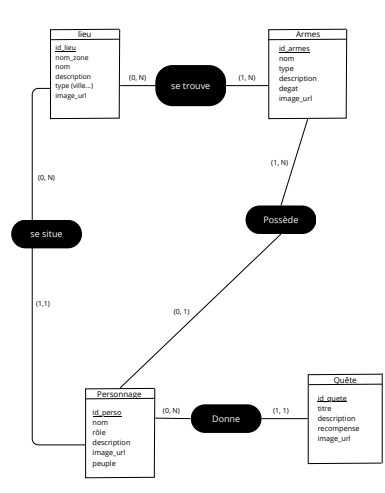 lieu
id_lieu
nom_zone
nom
description
type (ville...)
image_url
(0, N)
se trouve
(1, N)
Armes
id_armes
nom
type
description
degat
image_url
(1, N)
(0, N)
Possède
se situe
(1,1)
(0, 1)
Personnage
id_perso
nom
rôle
description
image_url
peuple
(0, N)
Donne
(1, 1)
Quête
id_quete
titre
description
recompense
image_url